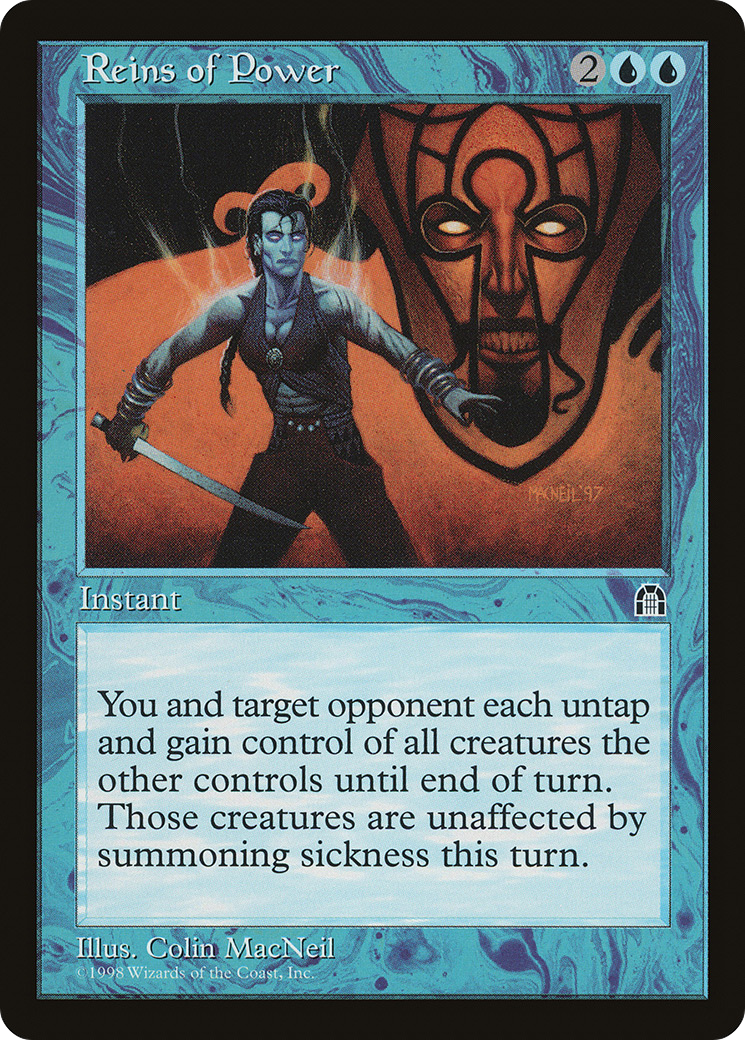 Reins of Power
2
MACNEIL '97
Instant
You and target opponent each untap
and gain control of all creatures the
other controls until end of turn.
Those creatures are unaffected by
summoning sickness this turn.
Illus. Colin MacNeil
©1998 Wizards of the Coast, Inc.